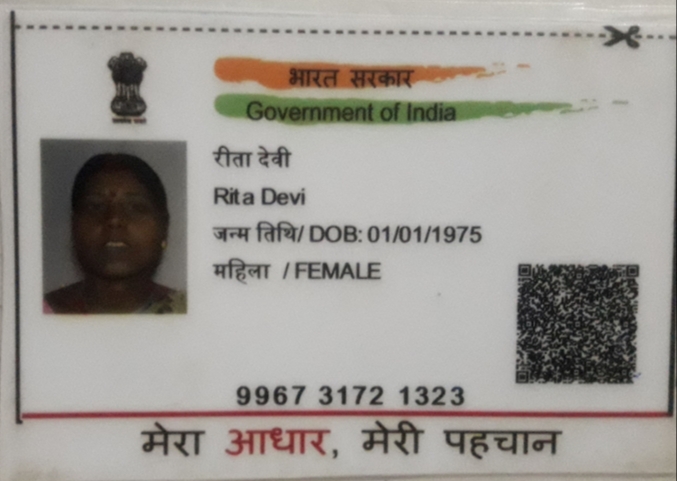 भारत सरकार
Government of India
रीता देवी
Rita Devi
जन्म तिथि/ DOB: 01/01/1975
महिला / FEMALE
9967 3172 1323
मेरा आधार, मेरी पहचान